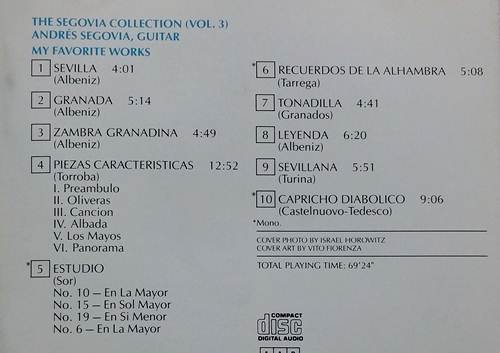 THE SEGOVIA COLLECTION (VOL. 3)
ANDRÉS SEGOVIA, GUITAR
MY FAVORITE WORKS
1 SEVILLA 4:01
(Albeniz)
2 GRANADA 5:14
(Albeniz)
3 ZAMBRA GRANADINA 4:49
(Albeniz)
4 PIEZAS CARACTERISTICAS 12:52
(Torroba)
I. Preambulo
II. Oliveras
III. Cancion
IV. Albada
V. Los Mayos
VI. Panorama
*5 ESTUDIO
(Sor)
No. 10 – En La Mayor
No. 15 – En Sol Mayor
No. 19 – En Si Menor
No. 6 – En La Mayor
*6 RECUERDOS DE LA ALHAMBRA 5:08
(Tarrega)
7 TONADILLA 4:41
(Granados)
8 LEYENDA 6:20
(Albeniz)
9 SEVILLANA 5:51
(Turina)
*10 CAPRICHO DIABOLICO 9:06
(Castelnuovo-Tedesco)
*Mono.
COVER PHOTO BY ISRAEL HOROWITZ
COVER ART BY VITO FIORENZA
TOTAL PLAYING TIME: 69'24"
COMPACT
disc
DIGITAL AUDIO